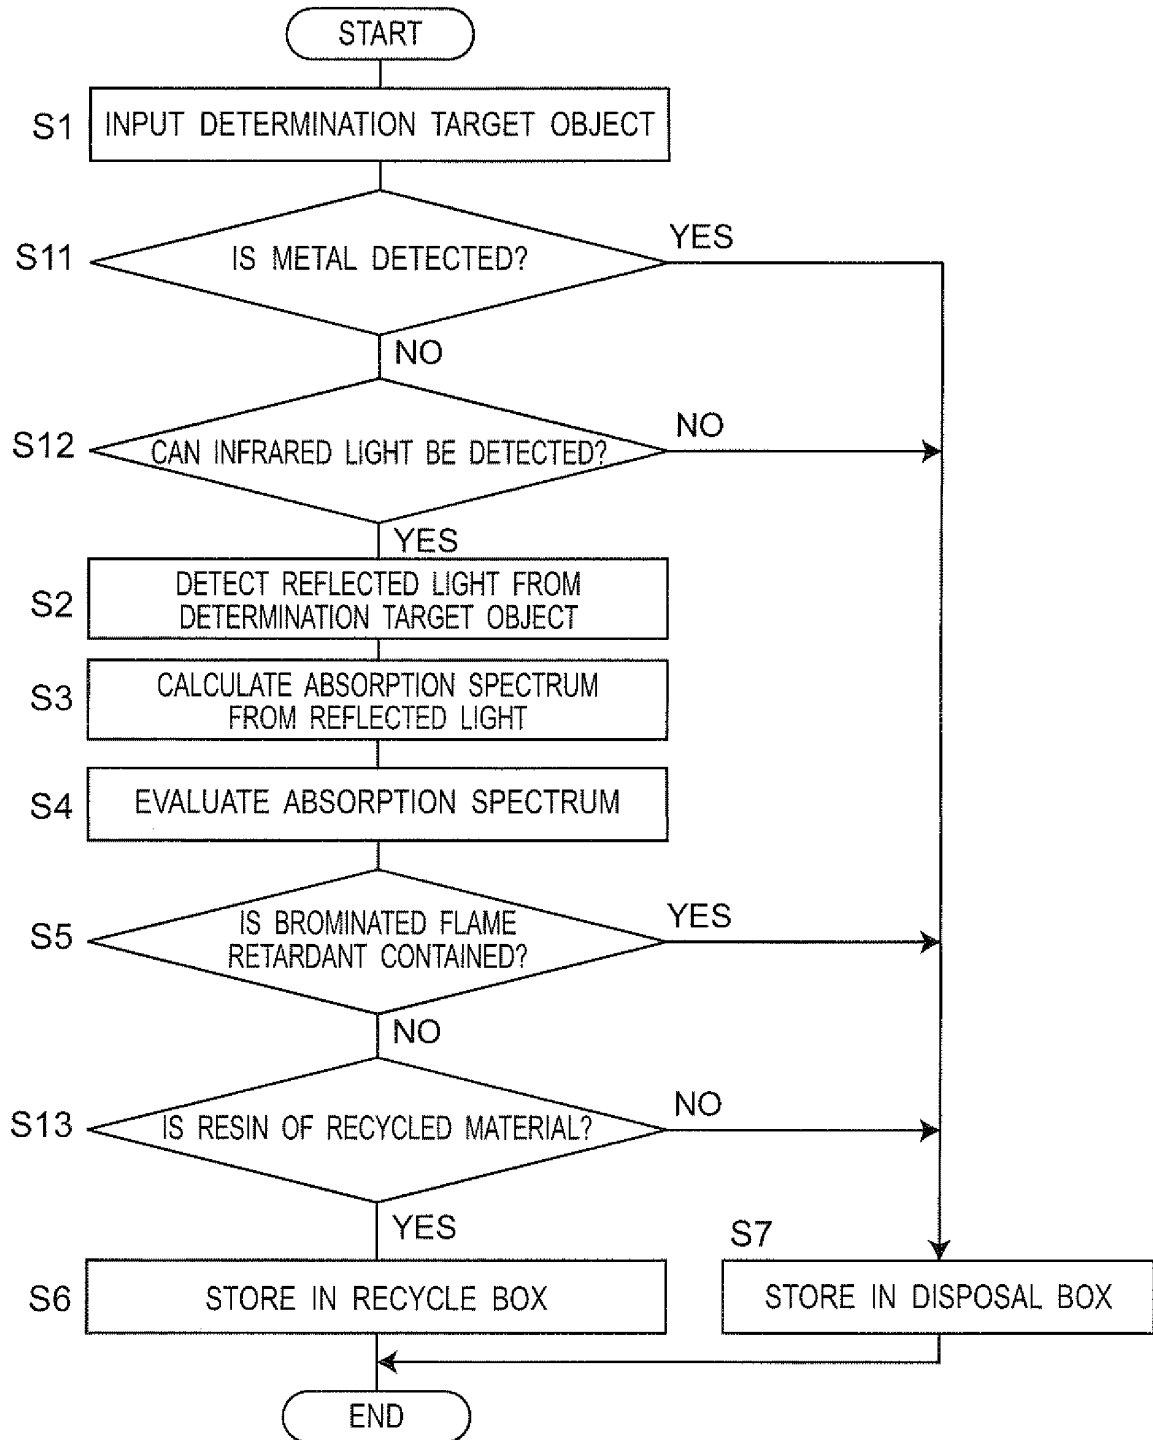 START
S1
INPUT DETERMINATION TARGET OBJECT
S11
IS METAL DETECTED?
YES
NO
S12
CAN INFRARED LIGHT BE DETECTED?
NO
YES
S2
DETECT REFLECTED LIGHT FROM
DETERMINATION TARGET OBJECT
S3
CALCULATE ABSORPTION SPECTRUM
FROM REFLECTED LIGHT
S4
EVALUATE ABSORPTION SPECTRUM
S5
IS BROMINATED FLAME
RETARDANT CONTAINED?
YES
NO
S13
IS RESIN OF RECYCLED MATERIAL?
NO
YES
S6
STORE IN RECYCLE BOX
S7
STORE IN DISPOSAL BOX
END